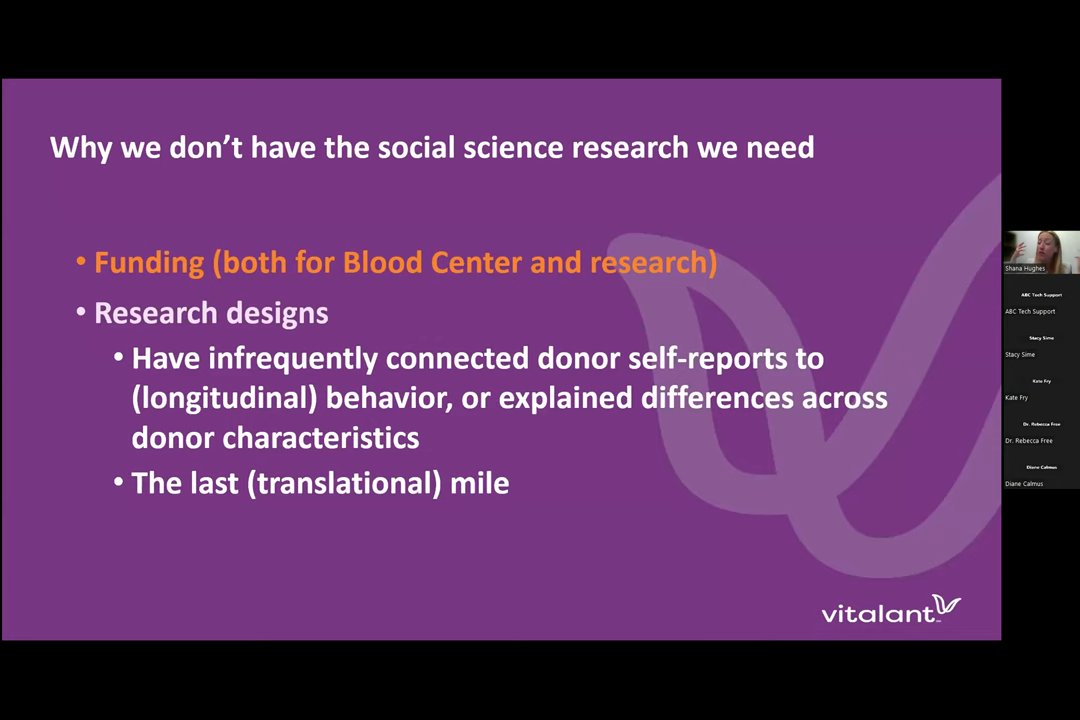 Why we don't have the social science research we need
• Funding (both for Blood Center and research)
• Research designs
• Have infrequently connected donor self-reports to
(longitudinal) behavior, or explained differences across
donor characteristics
• The last (translational) mile
vitalant
Shana Hughes
ABC Tech Support
ABC Tech Support
Stacy Sime
Stacy Sime
Kate Fry
Kate Fry
Dr. Rebecca Free
Dr. Rebecca Free
Diane Calmus
Diane Calmus